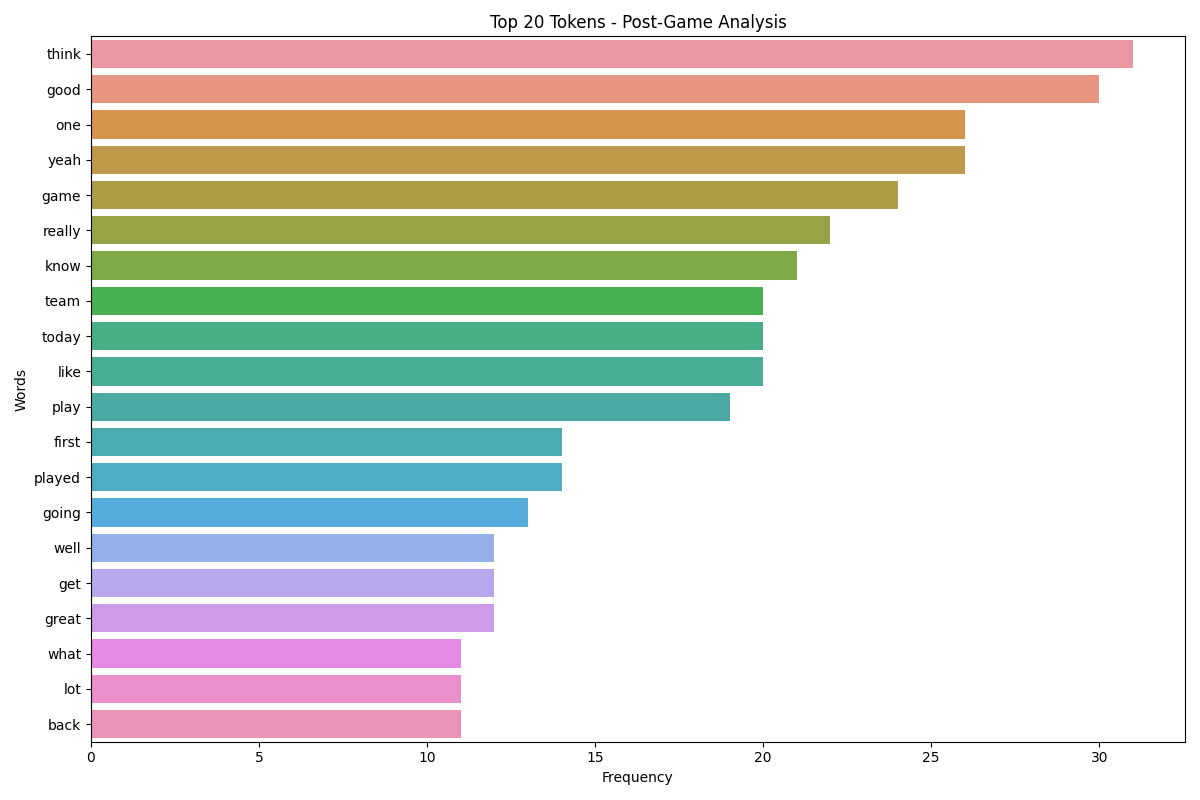 Top 20 Tokens - Post-Game Analysis
think
good
one
yeah
game
really
know
team
today
like
play
first
played
going
well
get
great
what
lot
back
Words
0 5 10 15 20 25 30
Frequency